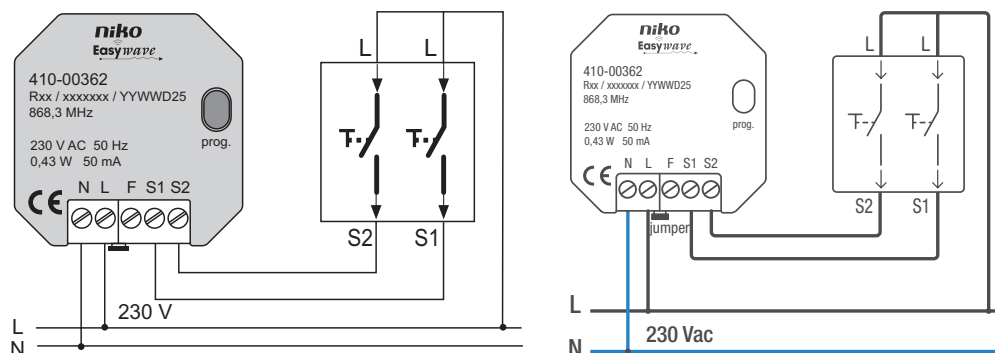 niko
Easywave
410-00362
Rxx / xxxxxxx / YYWWD25
868,3 MHz
230 V AC 50 Hz
0,43 W 50 mA
prog.
CE N L F S1 S2
L L
S2 S1
230 V
L
N
niko
Easywave
410-00362
Rxx / xxxxxxx / YYWWD25
868,3 MHz
230 V AC 50 Hz
0,43 W 50 mA
prog.
CE N L F S1 S2
jumper
L L
S2 S1
L
230 Vac
N